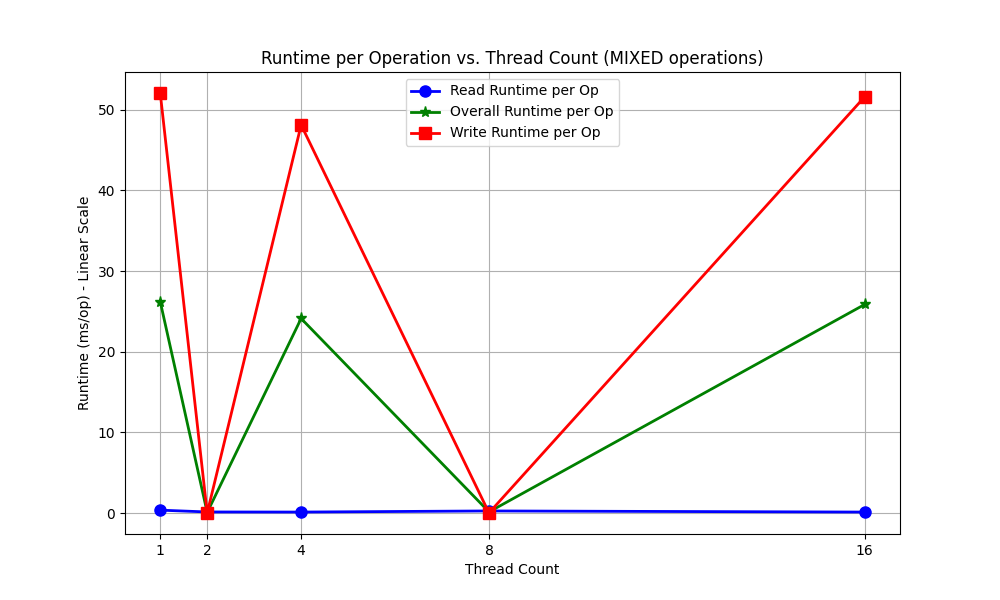 Runtime per Operation vs. Thread Count (MIXED operations)
Read Runtime per Op
Overall Runtime per Op
Write Runtime per Op
Runtime (ms/op) - Linear Scale
50
40
30
20
10
0
1 2 4 8 16
Thread Count